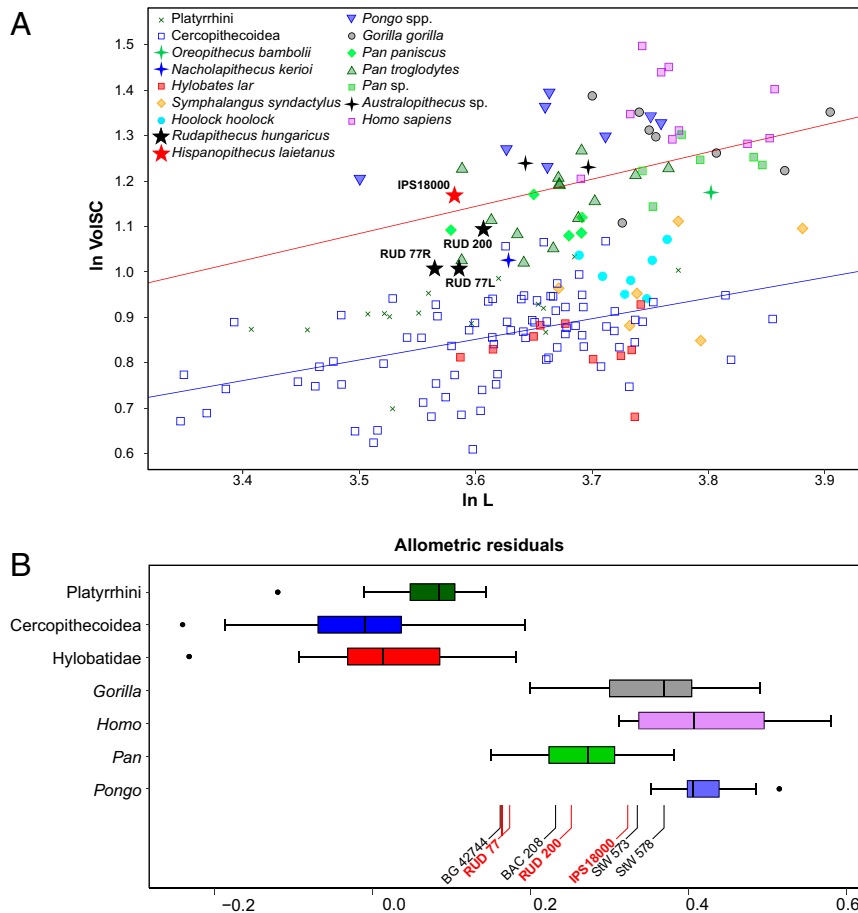 A
Platyrrhini
Cercopithecoidea
Oreopithecus bambolii
Nacholapithecus kerioi
Hylobates lar
Symphalangus syndactylus
Hoolock hoolock
Rudapithecus hungaricus
Hispanopithecus laietanus
Pongo spp.
Gorilla gorilla
Pan paniscus
Pan troglodytes
Pan sp.
Australopithecus sp.
Homo sapiens
IPS18000
RUD 200
RUD 77R
RUD 77L
ln VolSC
1.5
1.4
1.3
1.2
1.1
1.0
0.9
0.8
0.7
0.6
3.4 3.5 3.6 3.7 3.8 3.9
ln L
B
Allometric residuals
Platyrrhini
Cercopithecoidea
Hylobatidae
Gorilla
Homo
Pan
Pongo
BG 42744
RUD 77
BAC 208
RUD 200
IPS18000
StW 573
StW 578
−0.2 0.0 0.2 0.4 0.6